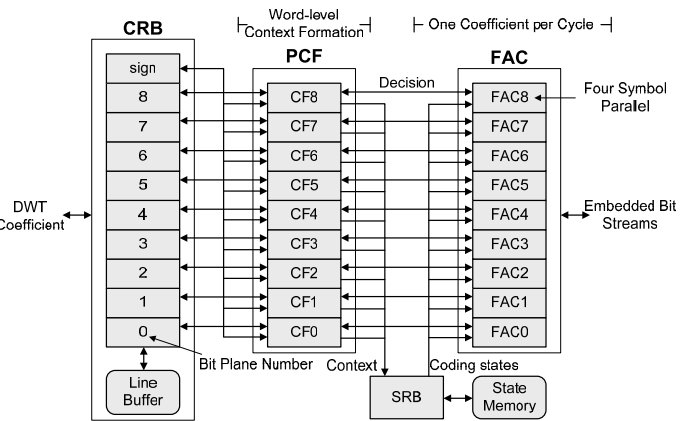 Word-level
Context Formation
One Coefficient per Cycle
CRB
PCF
FAC
sign
8
7
6
5
4
3
2
1
0
CF8
CF7
CF6
CF5
CF4
CF3
CF2
CF1
CF0
Decision
FAC8
FAC7
FAC6
FAC5
FAC4
FAC3
FAC2
FAC1
FAC0
Four Symbol
Parallel
DWT
Coefficient
Embedded Bit
Streams
Bit Plane Number
Context
Coding states
Line
Buffer
SRB
State
Memory